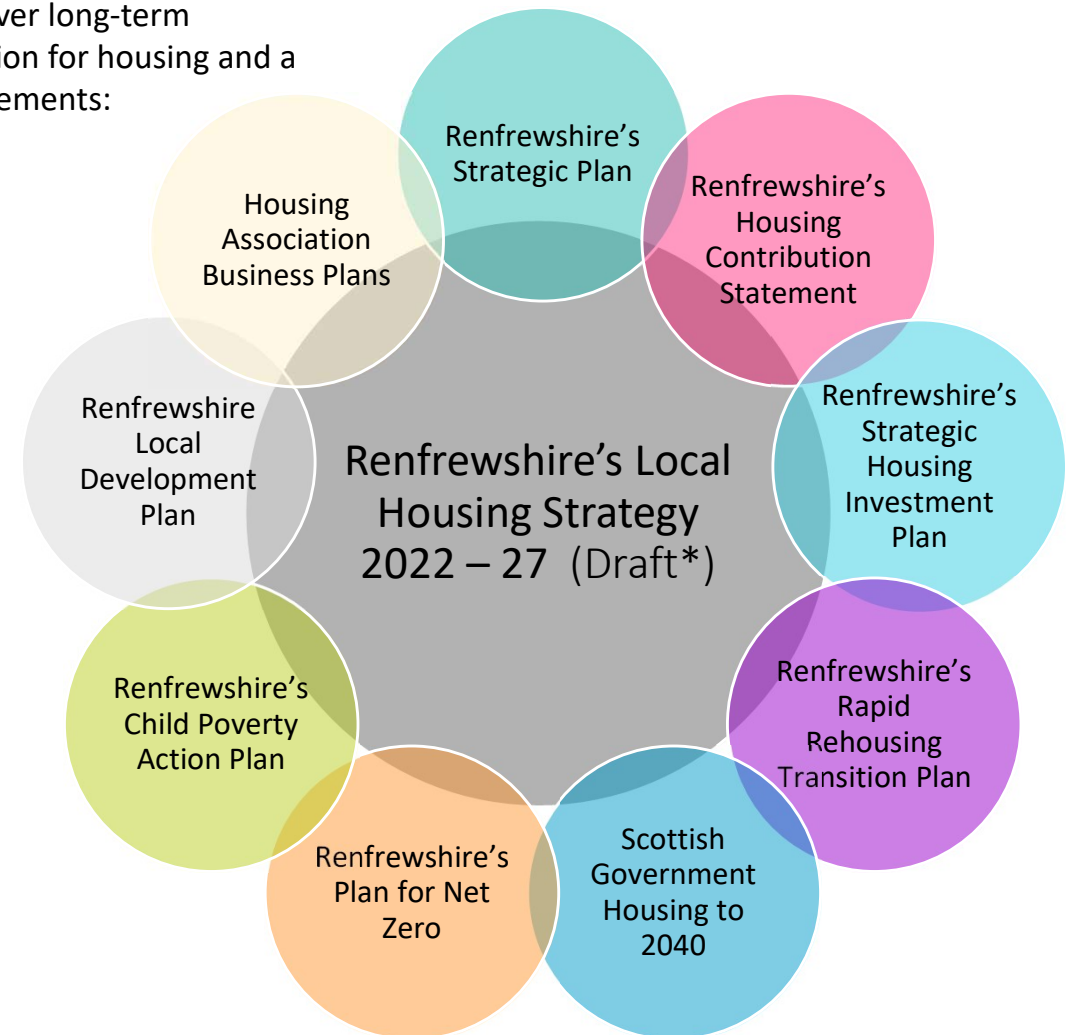 ver long-term
tion for housing and a
ements:
Renfrewshire’s
Strategic Plan
Renfrewshire’s
Housing
Contribution
Statement
Renfrewshire’s
Strategic
Housing
Investment
Plan
Renfrewshire’s
Rapid
Rehousing
Transition Plan
Scottish
Government
Housing to
2040
Renfrewshire’s
Plan for Net
Zero
Renfrewshire’s
Child Poverty
Action Plan
Renfrewshire
Local
Development
Plan
Housing
Association
Business Plans
Renfrewshire’s Local
Housing Strategy
2022 – 27 (Draft*)